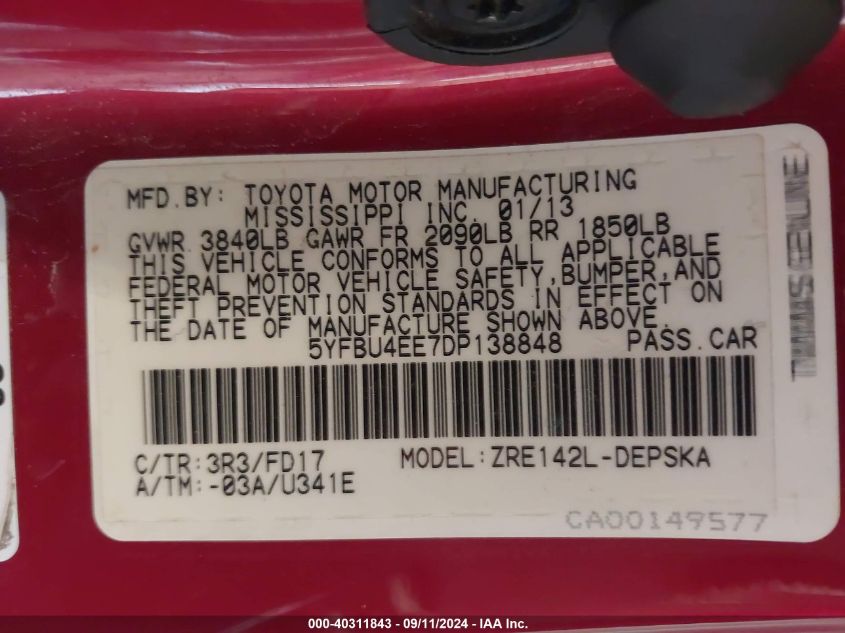 MFD.BY: TOYOTA MOTOR MANUFACTURING
MISSISSIPPI INC. 01/13
GVWR 3840LB GAWR FR 2090LB RR 1850LB
THIS VEHICLE CONFORMS TO ALL APPLICABLE
FEDERAL MOTOR VEHICLE SAFETY,BUMPER,AND
THEFT PREVENTION STANDARDS IN EFFECT ON
THE DATE OF MANUFACTURE SHOWN ABOVE.
5YFBU4EE7DP138848 PASS.CAR
C/TR:3R3/FD17 MODEL:ZRE142L-DEPSKA
A/TM:-03A/U341E
CA00149577
000-40311843 - 09/11/2024 - IAA Inc.